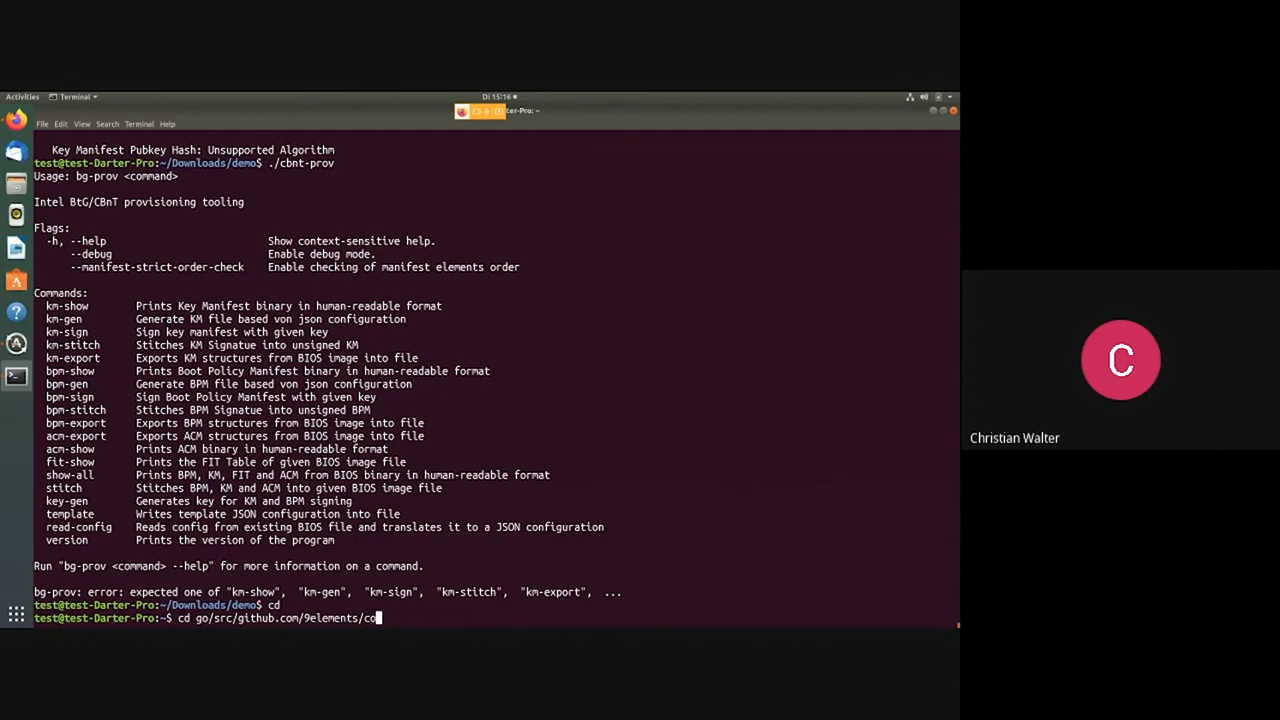 Activities Terminal Di 15:16
ter-Pro: ~
File Edit View Search Terminal Help
Key Manifest Pubkey Hash: Unsupported Algorithm
test@test-Darter-Pro:~/Downloads/demo$ ./cbnt-prov
Usage: bg-prov <command>
Intel BtG/CBnT provisioning tooling
Flags:
-h, --help Show context-sensitive help.
--debug Enable debug mode.
--manifest-strict-order-check Enable checking of manifest elements order
Commands:
km-show Prints Key Manifest binary in human-readable format
km-gen Generate KM file based von json configuration
km-sign Sign key manifest with given key
km-stitch Stitches KM Signatue into unsigned KM
km-export Exports KM structures from BIOS image into file
bpm-show Prints Boot Policy Manifest binary in human-readable format
bpm-gen Generate BPM file based von json configuration
bpm-sign Sign Boot Policy Manifest with given key
bpm-stitch Stitches BPM Signatue into unsigned BPM
bpm-export Exports BPM structures from BIOS image into file
acm-export Exports ACM structures from BIOS image into file
acm-show Prints ACM binary in human-readable format
fit-show Prints the FIT Table of given BIOS image file
show-all Prints BPM, KM, FIT and ACM from BIOS binary in human-readable format
stitch Stitches BPM, KM and ACM into given BIOS image file
key-gen Generates key for KM and BPM signing
template Writes template JSON configuration into file
read-config Reads config from existing BIOS file and translates it to a JSON configuration
version Prints the version of the program
Run "bg-prov <command> --help" for more information on a command.
bg-prov: error: expected one of "km-show", "km-gen", "km-sign", "km-stitch", "km-export", ...
test@test-Darter-Pro:~/Downloads/demo$ cd
test@test-Darter-Pro:~$ cd go/src/github.com/9elements/co
C
Christian Walter